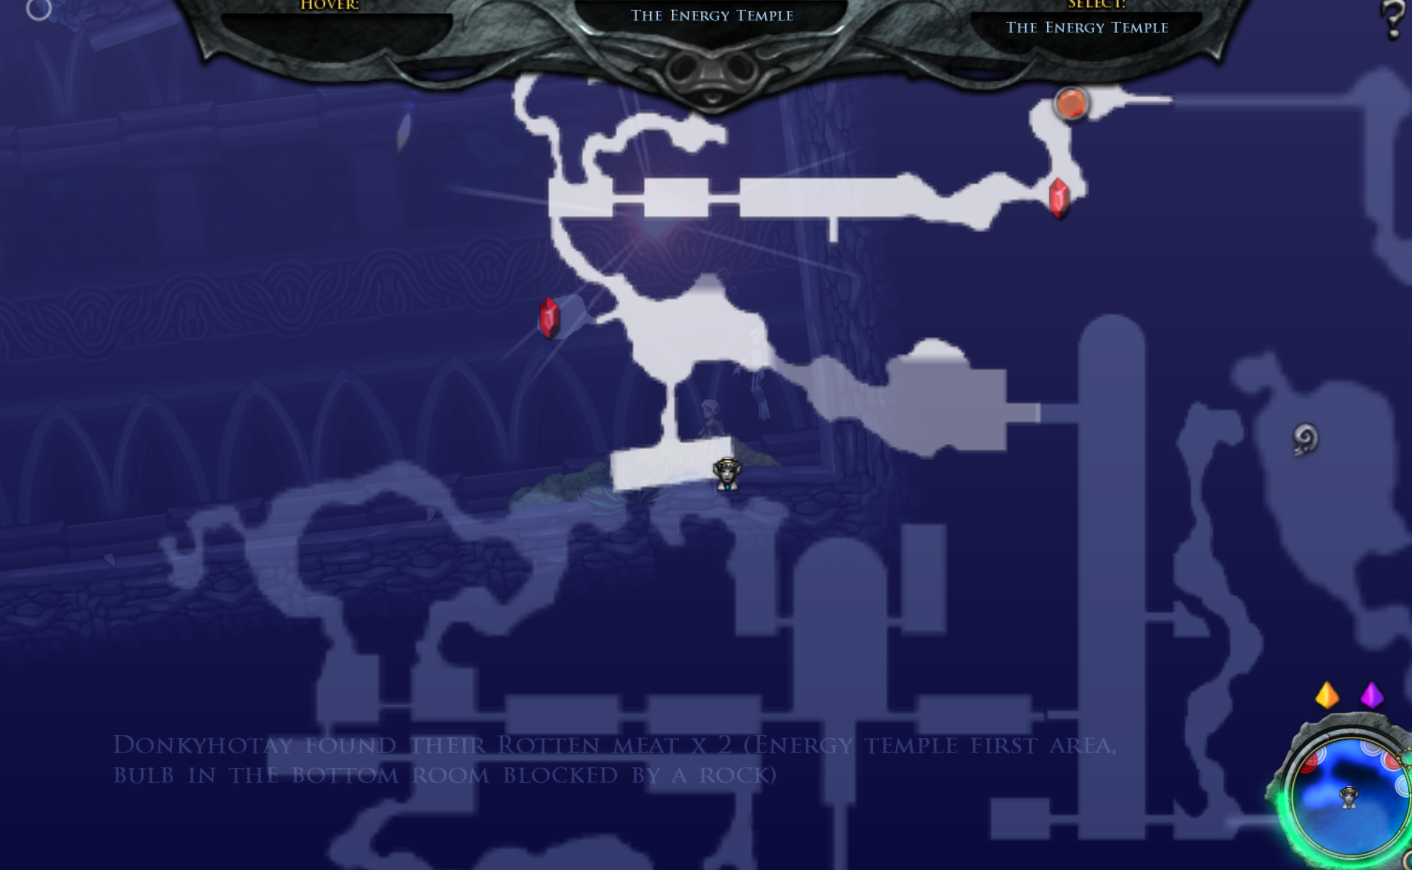 Hover:
The Energy Temple
Select:
The Energy Temple
Donkyhotay found their Rotten meat x 2 (Energy temple first area,
bulb in the bottom room blocked by a rock)